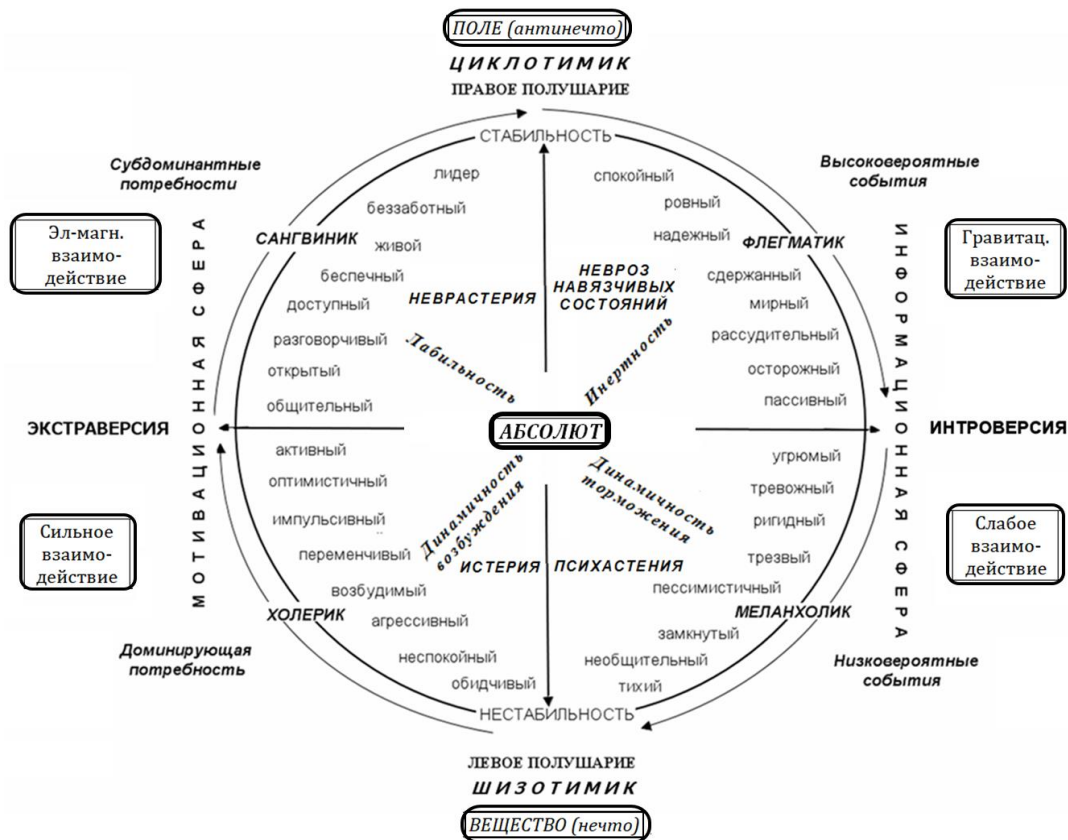 ПОЛЕ (антинечто)
ЦИКЛОТИМИК
ПРАВОЕ ПОЛУШАРИЕ
СТАБИЛЬНОСТЬ
Субдоминантные
потребности
Высоковероятные
события
Эл-магн.
взаимо-
действие
Гравитац.
взаимо-
действие
МОТИВАЦИОННАЯ СФЕРА
ИНФОРМАЦИОННАЯ СФЕРА
лидер
беззаботный
САНГВИНИК
живой
беспечный
доступный
разговорчивый
открытый
общительный
НЕВРАСТЕРИЯ
Лабильность
спокойный
ровный
надежный
ФЛЕГМАТИК
сдержанный
мирный
рассудительный
осторожный
пассивный
НЕВРОЗ
НАВЯЗЧИВЫХ
СОСТОЯНИЙ
Инертность
ЭКСТРАВЕРСИЯ
АБСОЛЮТ
ИНТРОВЕРСИЯ
активный
оптимистичный
импульсивный
переменчивый
возбудимый
ХОЛЕРИК
агрессивный
неспокойный
обидчивый
Динамичность
возбуждения
ИСТЕРИЯ
угрюмый
тревожный
ригидный
трезвый
пессимистичный
МЕЛАНХОЛИК
замкнутый
необщительный
тихий
Динамичность
торможения
ПСИХАСТЕНИЯ
Сильное
взаимо-
действие
Слабое
взаимо-
действие
Доминирующая
потребность
Низковероятные
события
НЕСТАБИЛЬНОСТЬ
ЛЕВОЕ ПОЛУШАРИЕ
ШИЗОТИМИК
ВЕЩЕСТВО (нечто)